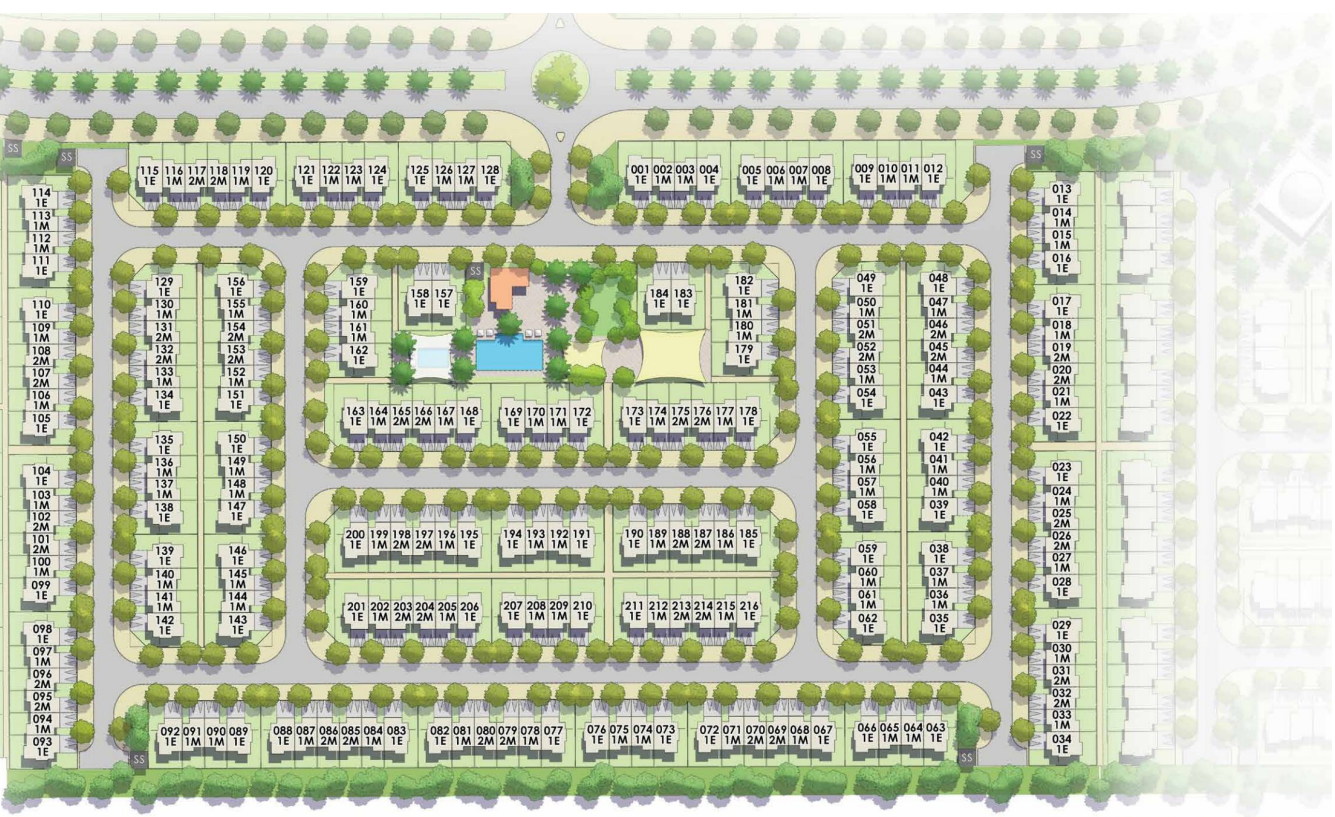 SS
SS
115 116 117 118 119 120
1E 1M 2M 2M 1M 1E
121 122 123 124
1E 1M 1M 1E
125 126 127 128
1E 1M 1M 1E
001 002 003 004
1E 1M 1M 1E
005 006 007 008
1E 1M 1M 1E
009 010 011 012
1E 1M 1M 1E
SS
114
1E
113
1M
112
1M
111
1E
110
1E
109
1M
108
2M
107
2M
106
1M
105
1E
104
1E
103
1M
102
2M
101
2M
100
1M
099
1E
098
1E
097
1M
096
2M
095
2M
094
1M
093
1E
129
1E
130
1M
131
2M
132
2M
133
1M
134
1E
135
1E
136
1M
137
1M
138
1E
139
1E
140
1M
141
1M
142
1E
156
1E
155
1M
154
2M
153
2M
152
1M
151
1E
150
1E
149
1M
148
1M
147
1E
146
1E
145
1M
144
1M
143
1E
159
1E
160
1M
161
1M
162
1E
158 157
1E 1E
SS
184 183
1E 1E
182
1E
181
1M
180
1M
179
1E
163 164 165 166 167 168
1E 1M 2M 2M 1M 1E
169 170 171 172
1E 1M 1M 1E
173 174 175 176 177 178
1E 1M 2M 2M 1M 1E
200 199 198 197 196 195
1E 1M 2M 2M 1M 1E
194 193 192 191
1E 1M 1M 1E
190 189 188 187 186 185
1E 1M 2M 2M 1M 1E
201 202 203 204 205 206
1E 1M 2M 2M 1M 1E
207 208 209 210
1E 1M 1M 1E
211 212 213 214 215 216
1E 1M 2M 2M 1M 1E
049
1E
050
1M
051
2M
052
2M
053
1M
054
1E
055
1E
056
1M
057
1M
058
1E
059
1E
060
1M
061
1M
062
1E
048
1E
047
1M
046
2M
045
2M
044
1M
043
1E
042
1E
041
1M
040
1M
039
1E
038
1E
037
1M
036
1M
035
1E
013
1E
014
1M
015
1M
016
1E
017
1E
018
1M
019
2M
020
2M
021
1M
022
1E
023
1E
024
1M
025
2M
026
2M
027
1M
028
1E
029
1E
030
1M
031
2M
032
2M
033
1M
034
1E
092 091 090 089
1E 1M 1M 1E
088 087 086 085 084 083
1E 1M 2M 2M 1M 1E
082 081 080 079 078 077
1E 1M 2M 2M 1M 1E
076 075 074 073
1E 1M 1M 1E
072 071 070 069 068 067
1E 1M 2M 2M 1M 1E
066 065 064 063
1E 1M 1M 1E
SS
SS